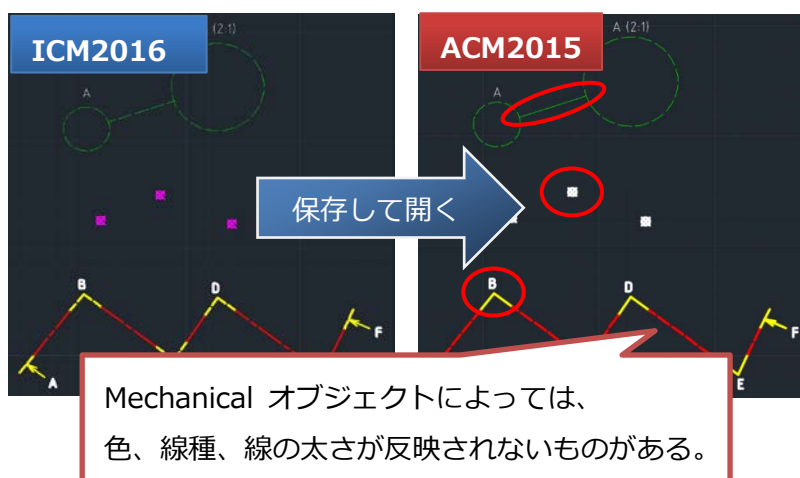 ICM2016
(2:1)
A
B
D
F
A
保存して開く
ACM2015
A (2:1)
A
B
D
F
E
Mechanical オブジェクトによっては、
色、線種、線の太さが反映されないものがある。